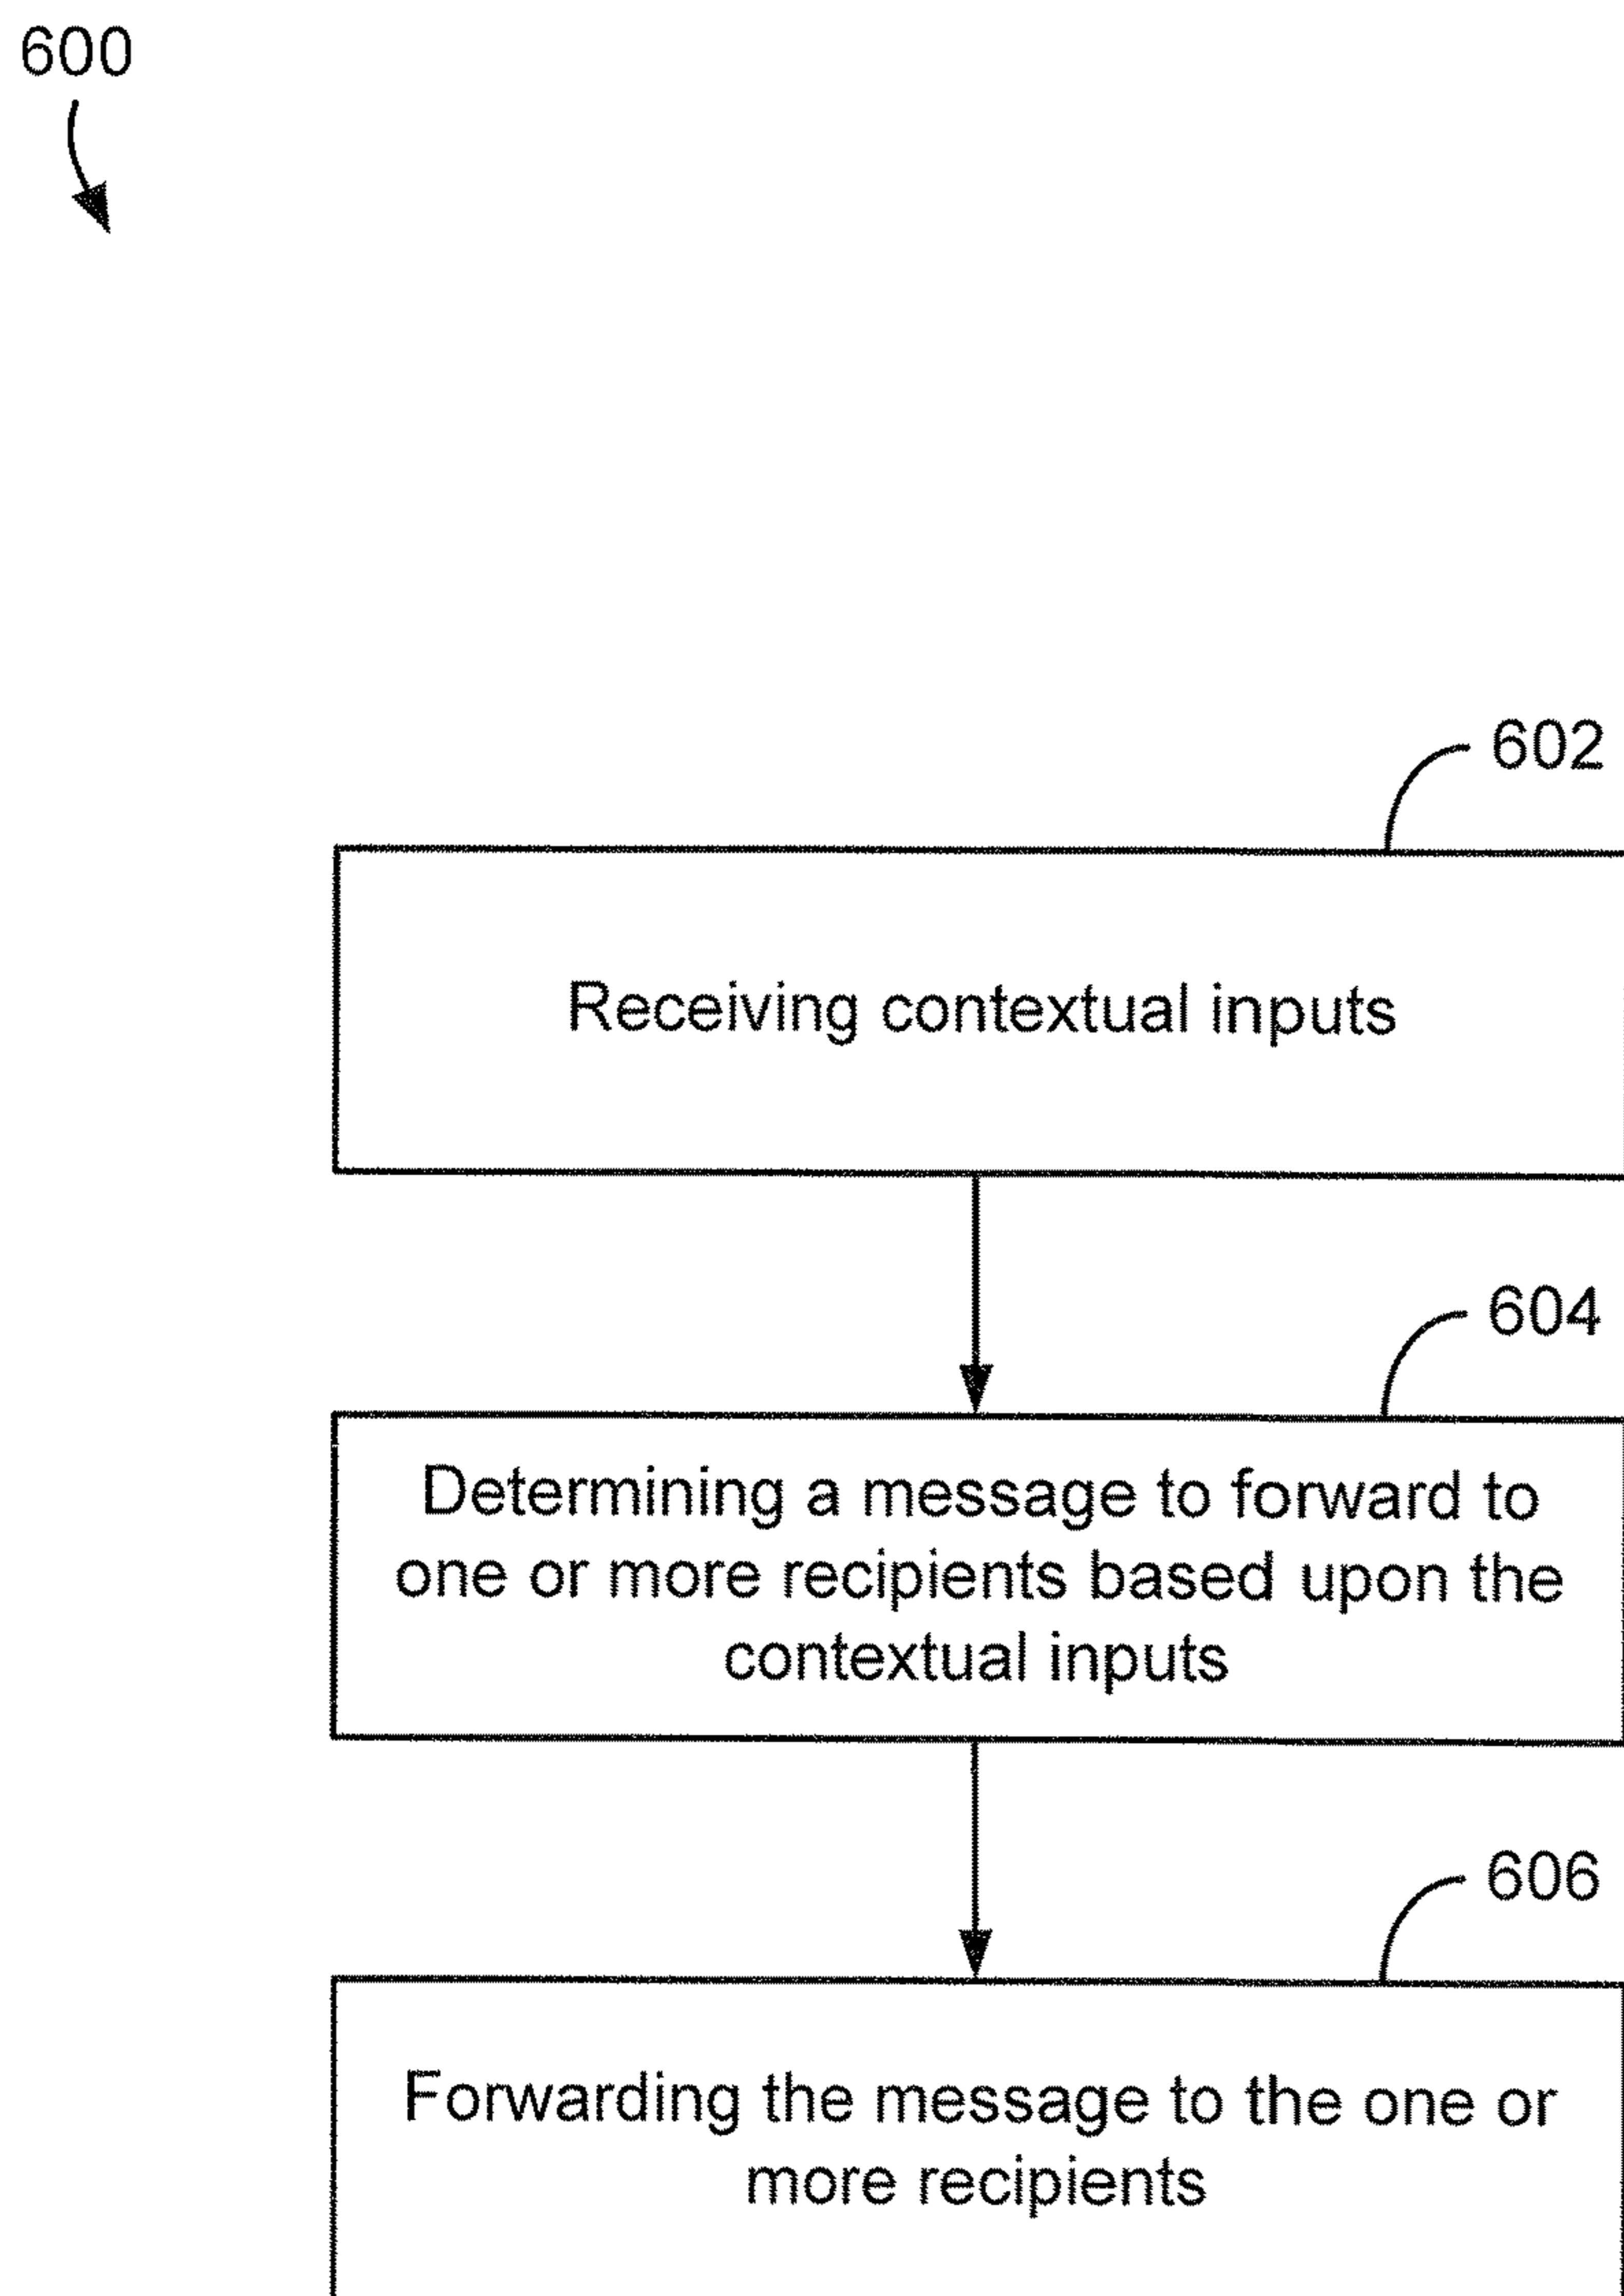 600
602
Receiving contextual inputs
604
Determining a message to forward to
one or more recipients based upon the
contextual inputs
606
Forwarding the message to the one or
more recipients